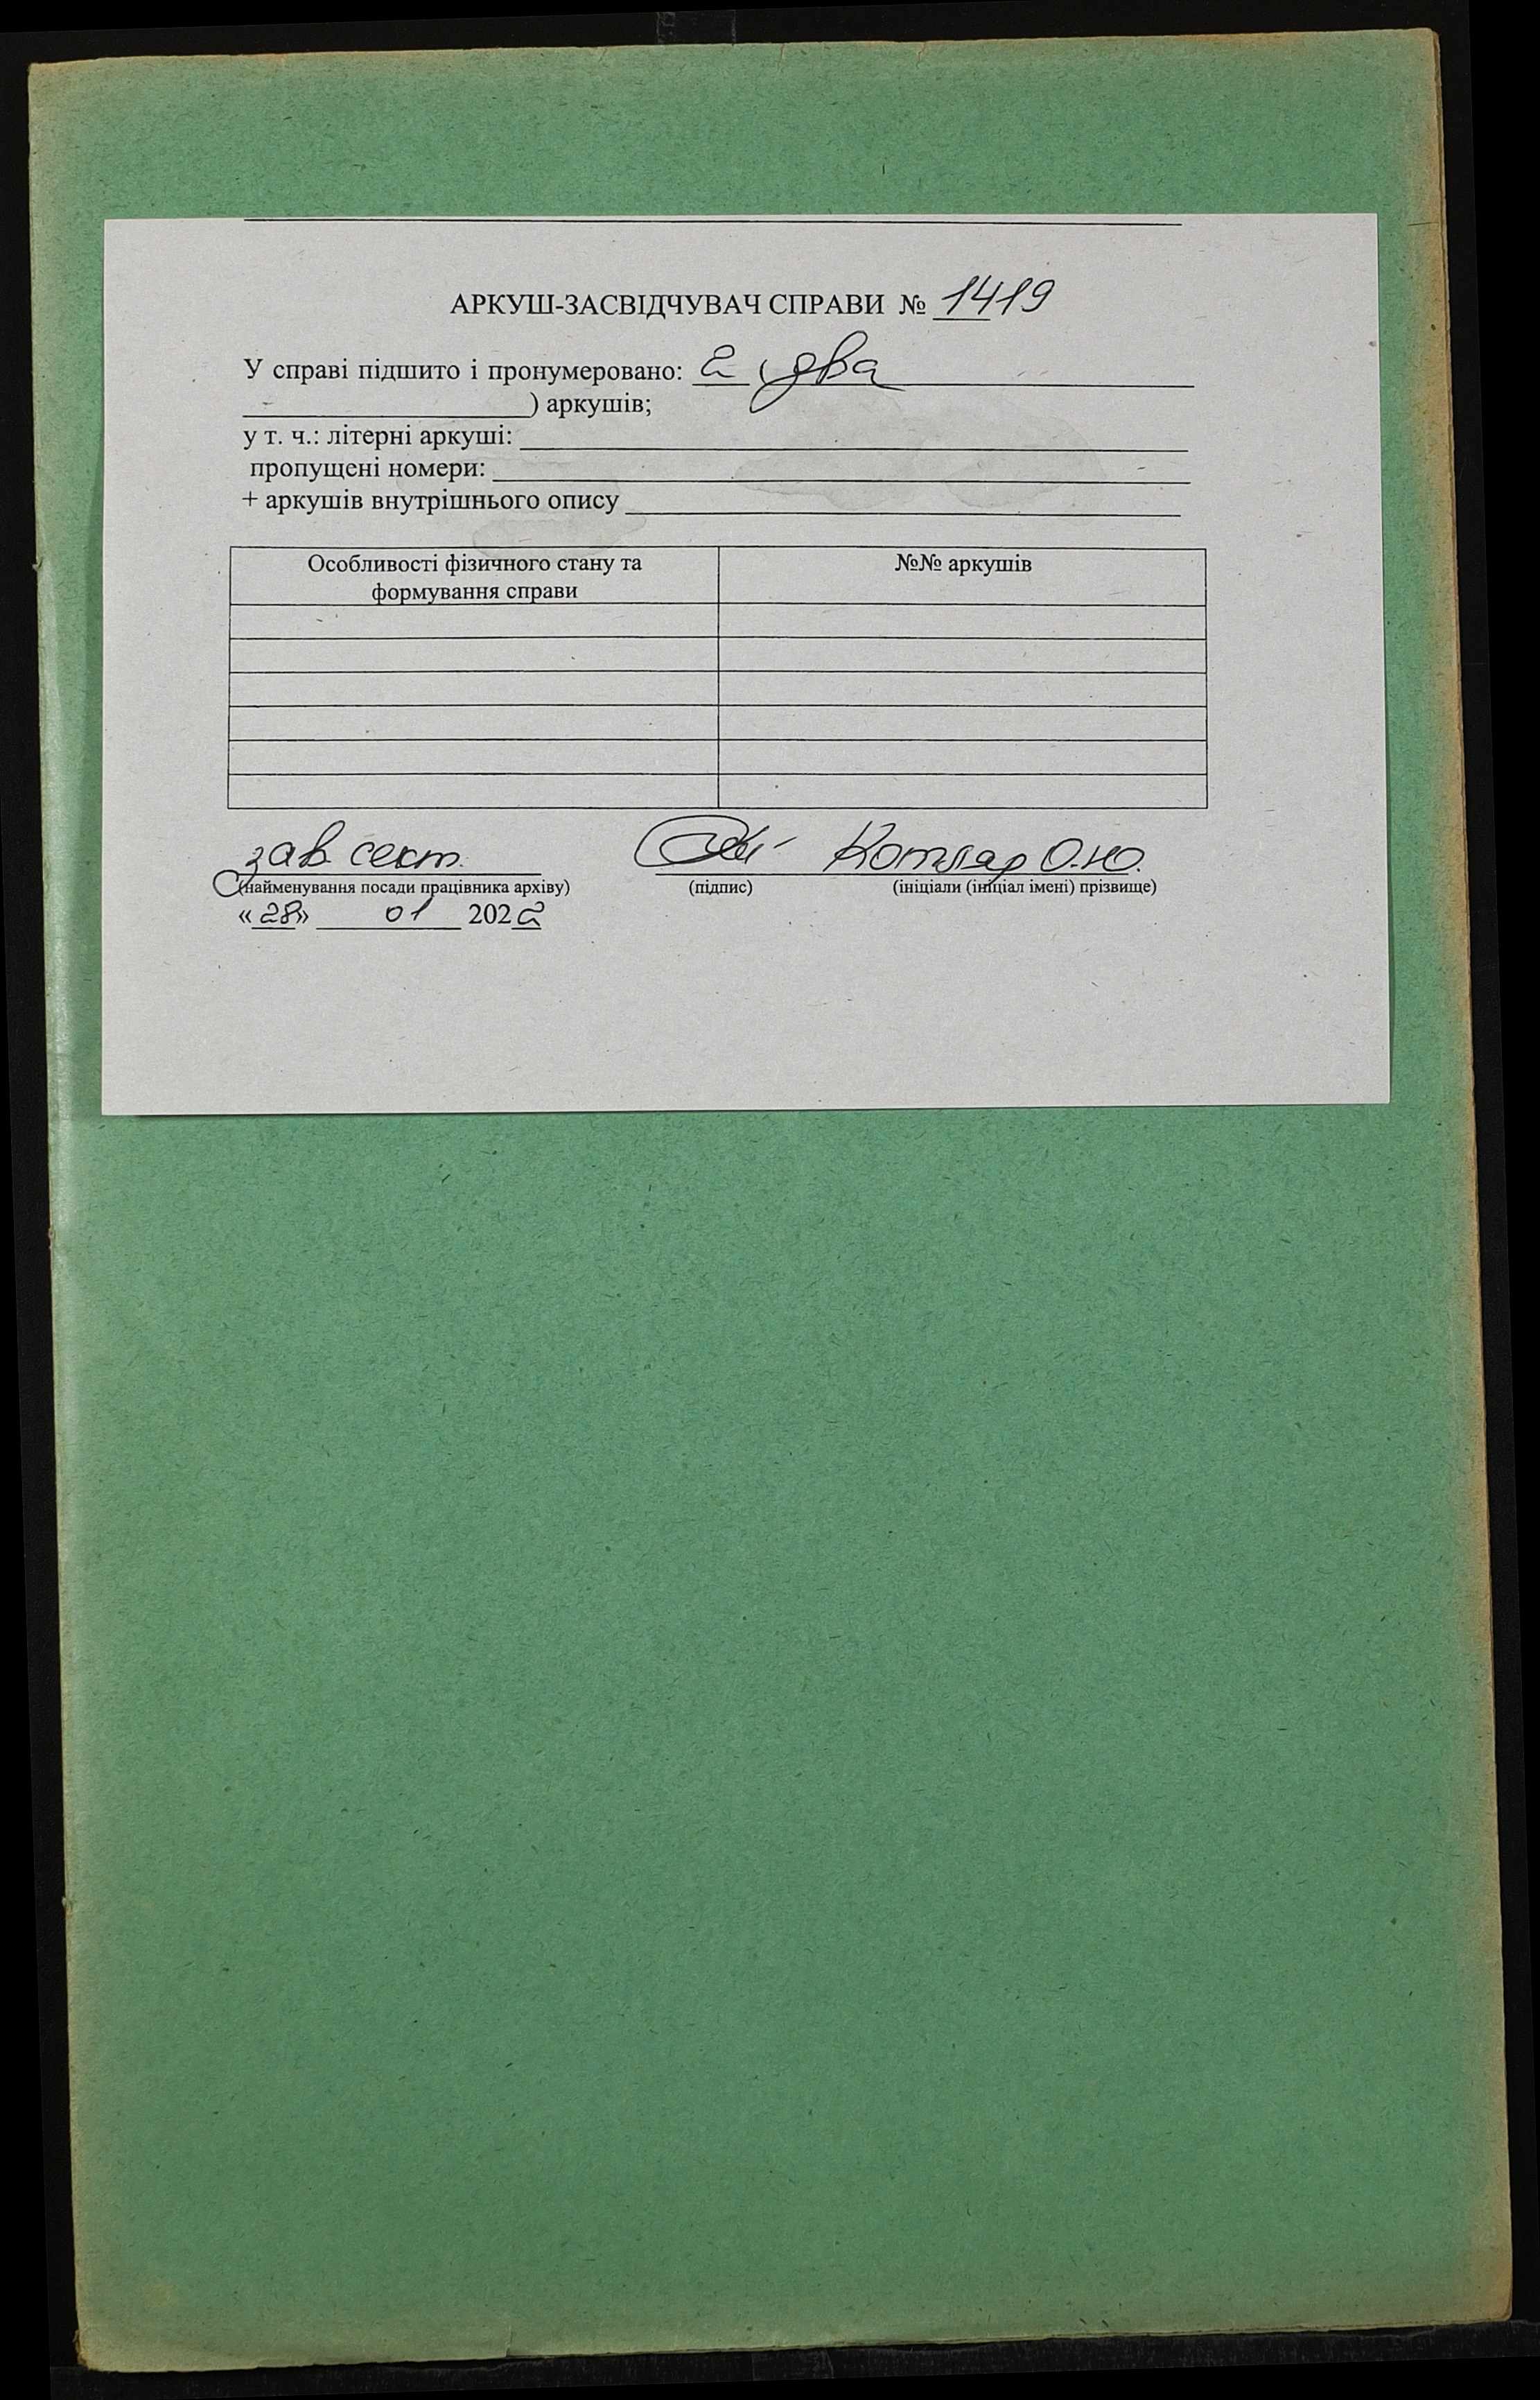 АРКУШ-ЗАСВІДЧУВАЧ СПРАВИ № 1419
У справі підшито і пронумеровано: 2 (два
) аркушів;
у т. ч.: літерні аркуші:
пропущені номери:
+ аркушів внутрішнього опису
Особливості фізичного стану та формування справи №№ аркушів
зав. сект. Котляр О.Ю.
(найменування посади працівника архіву) (підпис) (ініціали (ініціал імені) прізвище)
«28» 01 2022